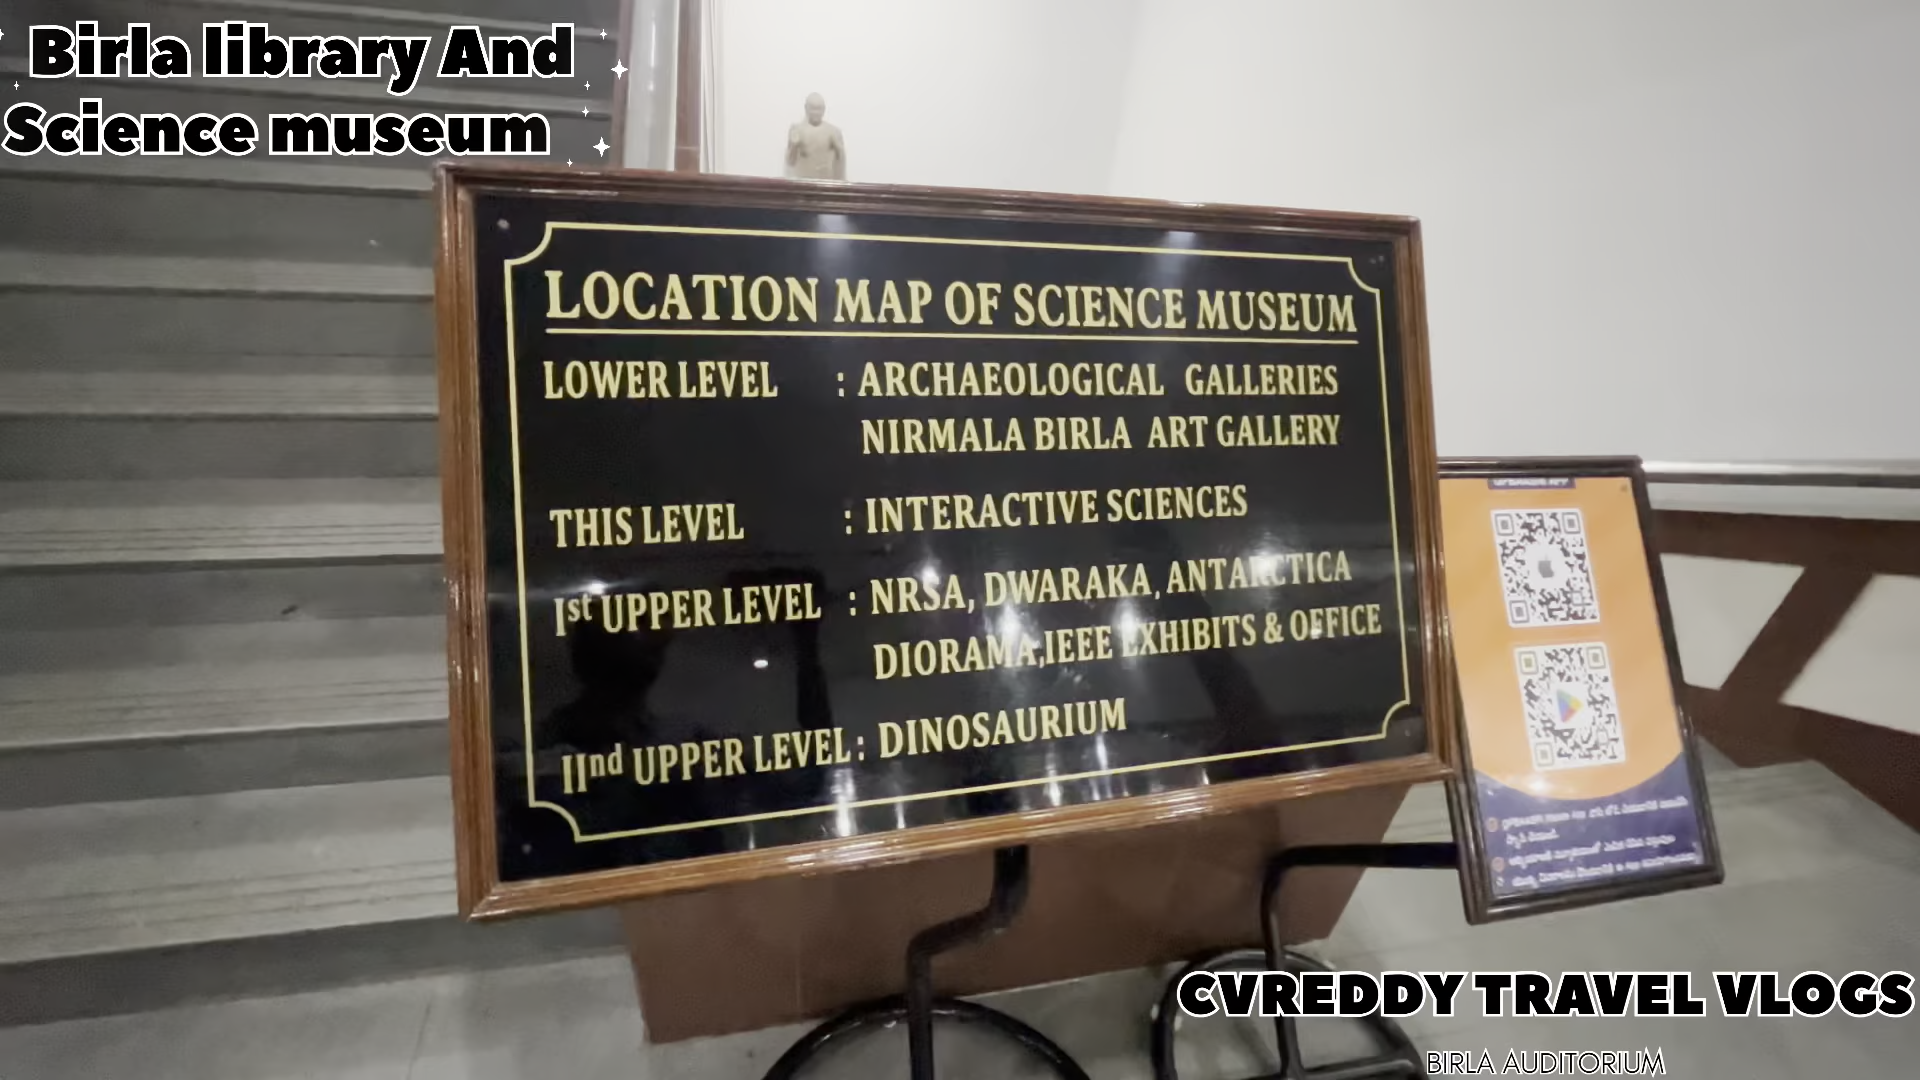 Birla library And
Science museum
LOCATION MAP OF SCIENCE MUSEUM
LOWER LEVEL : ARCHAEOLOGICAL GALLERIES
NIRMALA BIRLA ART GALLERY
THIS LEVEL : INTERACTIVE SCIENCES
Ist UPPER LEVEL : NRSA, DWARAKA, ANTARCTICA
DIORAMA,IEEE EXHIBITS & OFFICE
IInd UPPER LEVEL : DINOSAURIUM
CVREDDY TRAVEL VLOGS
BIRLA AUDITORIUM